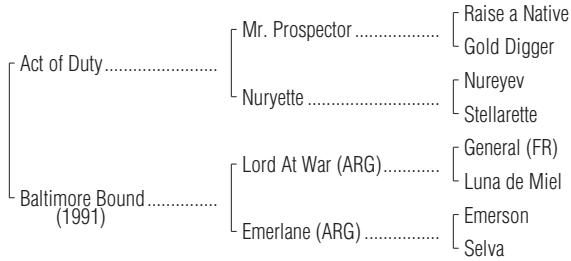 Raise a Native
Mr. Prospector
Gold Digger
Act of Duty
Nureyev
Nuryette
Stellarette
General (FR)
Lord At War (ARG)
Luna de Miel
Baltimore Bound
(1991)
Emerson
Emerlane (ARG)
Selva